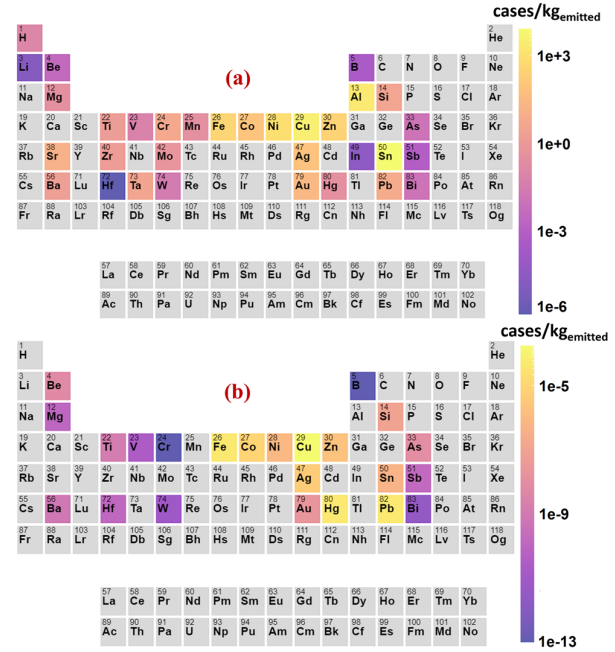 cases/kgemitted
1 2
H He
3 4 5 6 7 8 9 10
Li Be B C N O F Ne
(a)
1e+3
11 12 13 14 15 16 17 18
Na Mg Al Si P S Cl Ar
19 20 21 22 23 24 25 26 27 28 29 30 31 32 33 34 35 36
K Ca Sc Ti V Cr Mn Fe Co Ni Cu Zn Ga Ge As Se Br Kr
1e+0
37 38 39 40 41 42 43 44 45 46 47 48 49 50 51 52 53 54
Rb Sr Y Zr Nb Mo Tc Ru Rh Pd Ag Cd In Sn Sb Te I Xe
55 56 71 72 73 74 75 76 77 78 79 80 81 82 83 84 85 86
Cs Ba Lu Hf Ta W Re Os Ir Pt Au Hg Tl Pb Bi Po At Rn
87 88 103 104 105 106 107 108 109 110 111 112 113 114 115 116 117 118
Fr Ra Lr Rf Db Sg Bh Hs Mt Ds Rg Cn Nh Fl Mc Lv Ts Og
1e-3
57 58 59 60 61 62 63 64 65 66 67 68 69 70
La Ce Pr Nd Pm Sm Eu Gd Tb Dy Ho Er Tm Yb
89 90 91 92 93 94 95 96 97 98 99 100 101 102
Ac Th Pa U Np Pu Am Cm Bk Cf Es Fm Md No
1e-6
cases/kgemitted
1 2
H He
3 4 5 6 7 8 9 10
Li Be B C N O F Ne
(b)
1e-5
11 12 13 14 15 16 17 18
Na Mg Al Si P S Cl Ar
19 20 21 22 23 24 25 26 27 28 29 30 31 32 33 34 35 36
K Ca Sc Ti V Cr Mn Fe Co Ni Cu Zn Ga Ge As Se Br Kr
37 38 39 40 41 42 43 44 45 46 47 48 49 50 51 52 53 54
Rb Sr Y Zr Nb Mo Tc Ru Rh Pd Ag Cd In Sn Sb Te I Xe
55 56 71 72 73 74 75 76 77 78 79 80 81 82 83 84 85 86
Cs Ba Lu Hf Ta W Re Os Ir Pt Au Hg Tl Pb Bi Po At Rn
1e-9
87 88 103 104 105 106 107 108 109 110 111 112 113 114 115 116 117 118
Fr Ra Lr Rf Db Sg Bh Hs Mt Ds Rg Cn Nh Fl Mc Lv Ts Og
57 58 59 60 61 62 63 64 65 66 67 68 69 70
La Ce Pr Nd Pm Sm Eu Gd Tb Dy Ho Er Tm Yb
89 90 91 92 93 94 95 96 97 98 99 100 101 102
Ac Th Pa U Np Pu Am Cm Bk Cf Es Fm Md No
1e-13